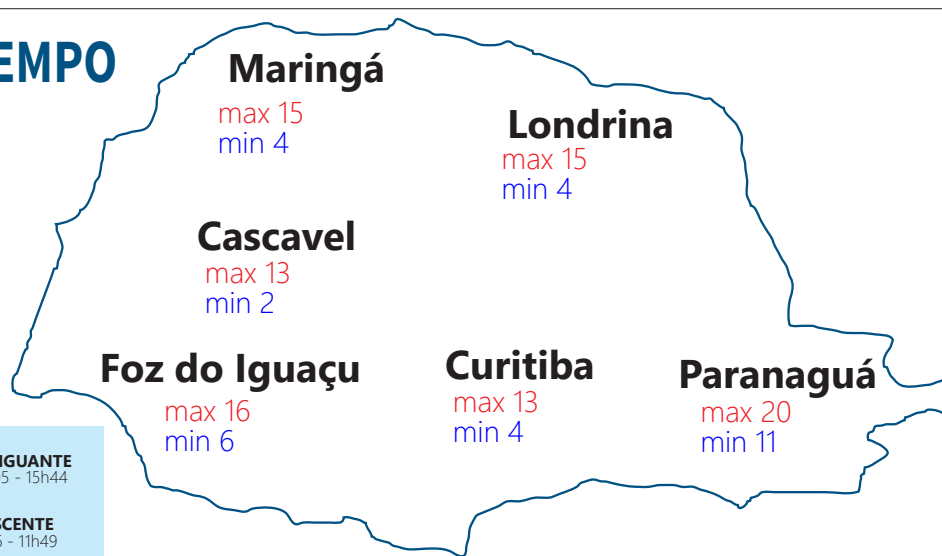 EMPO
Maringá
max 15
min 4
Londrina
max 15
min 4
Cascavel
max 13
min 2
Foz do Iguaçu
max 16
min 6
Curitiba
max 13
min 4
Paranaguá
max 20
min 11
IGUANTE
5 - 15h44
SCENTE
- 11h49